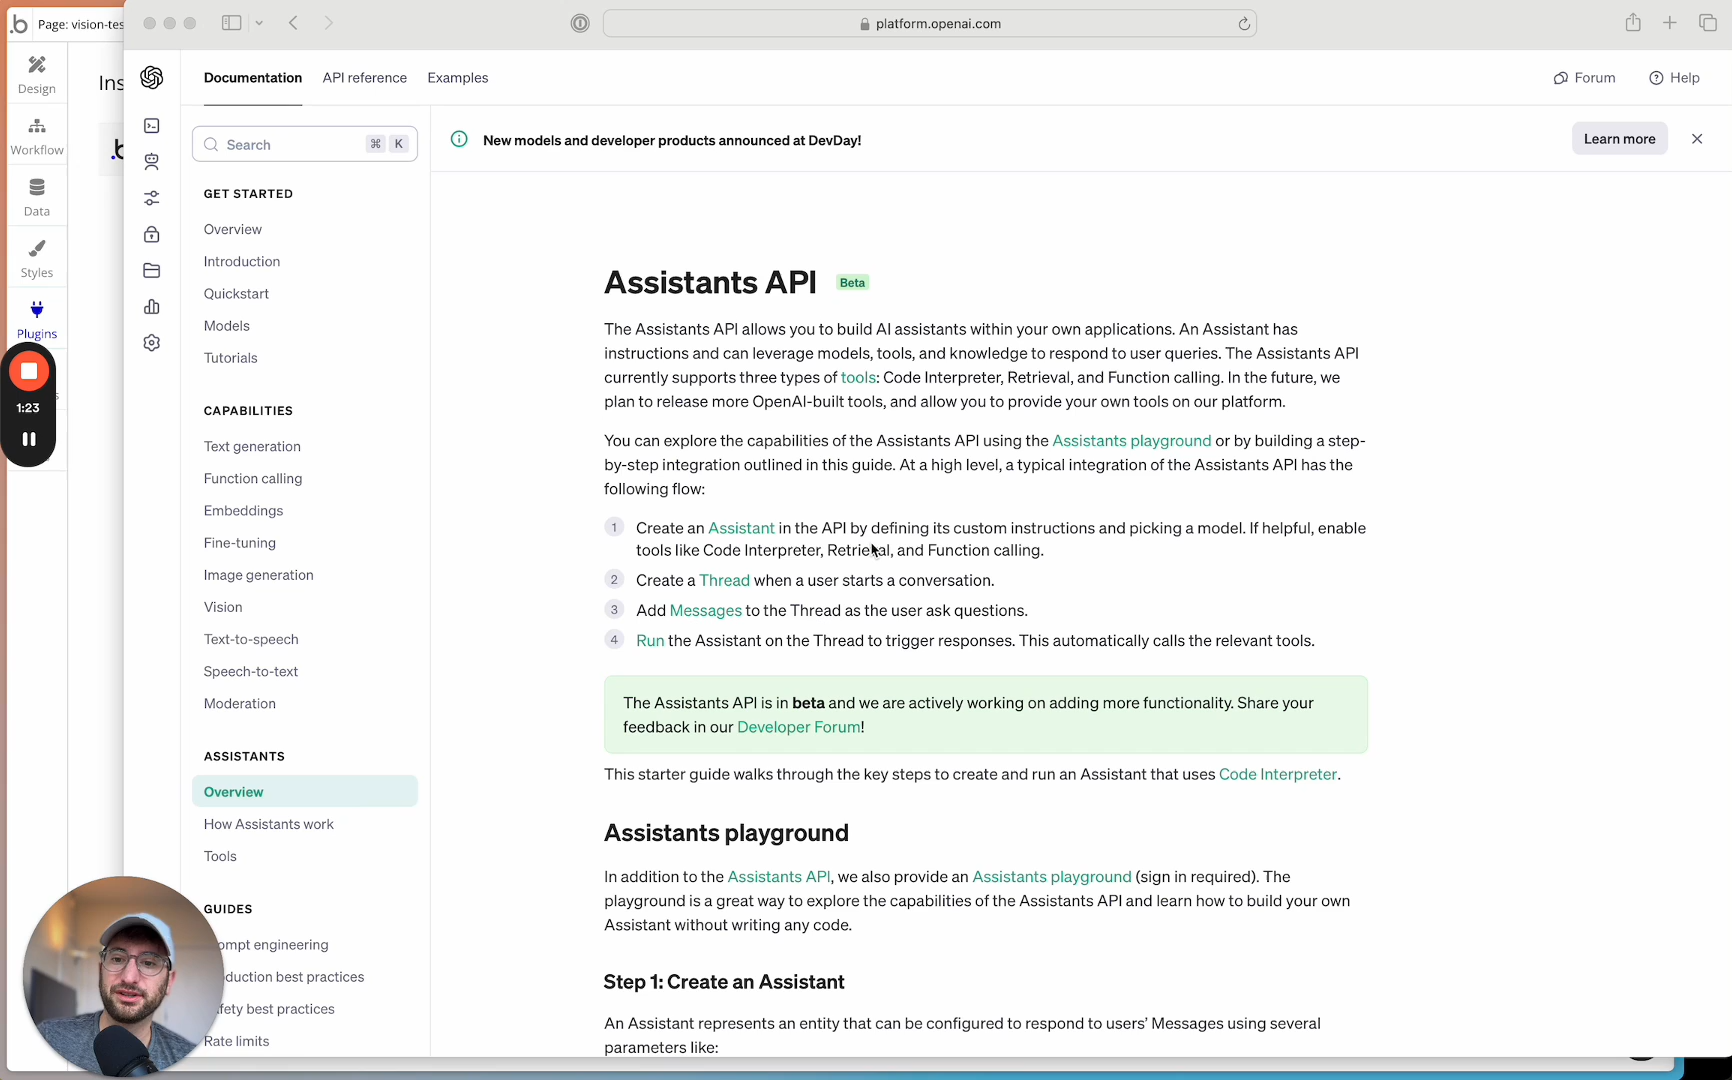 Page: vision-tes
platform.openai.com
Design
Workflow
Data
Styles
Plugins
1:23
Ins
Documentation
API reference
Examples
Forum
Help
Search
⌘ K
New models and developer products announced at DevDay!
Learn more
GET STARTED
Overview
Introduction
Quickstart
Models
Tutorials
CAPABILITIES
Text generation
Function calling
Embeddings
Fine-tuning
Image generation
Vision
Text-to-speech
Speech-to-text
Moderation
ASSISTANTS
Overview
How Assistants work
Tools
GUIDES
ompt engineering
duction best practices
fety best practices
Rate limits
Assistants API Beta
The Assistants API allows you to build AI assistants within your own applications. An Assistant has
instructions and can leverage models, tools, and knowledge to respond to user queries. The Assistants API
currently supports three types of tools: Code Interpreter, Retrieval, and Function calling. In the future, we
plan to release more OpenAI-built tools, and allow you to provide your own tools on our platform.
You can explore the capabilities of the Assistants API using the Assistants playground or by building a step-
by-step integration outlined in this guide. At a high level, a typical integration of the Assistants API has the
following flow:
1 Create an Assistant in the API by defining its custom instructions and picking a model. If helpful, enable
tools like Code Interpreter, Retrieval, and Function calling.
2 Create a Thread when a user starts a conversation.
3 Add Messages to the Thread as the user ask questions.
4 Run the Assistant on the Thread to trigger responses. This automatically calls the relevant tools.
The Assistants API is in beta and we are actively working on adding more functionality. Share your
feedback in our Developer Forum!
This starter guide walks through the key steps to create and run an Assistant that uses Code Interpreter.
Assistants playground
In addition to the Assistants API, we also provide an Assistants playground (sign in required). The
playground is a great way to explore the capabilities of the Assistants API and learn how to build your own
Assistant without writing any code.
Step 1: Create an Assistant
An Assistant represents an entity that can be configured to respond to users’ Messages using several
parameters like: